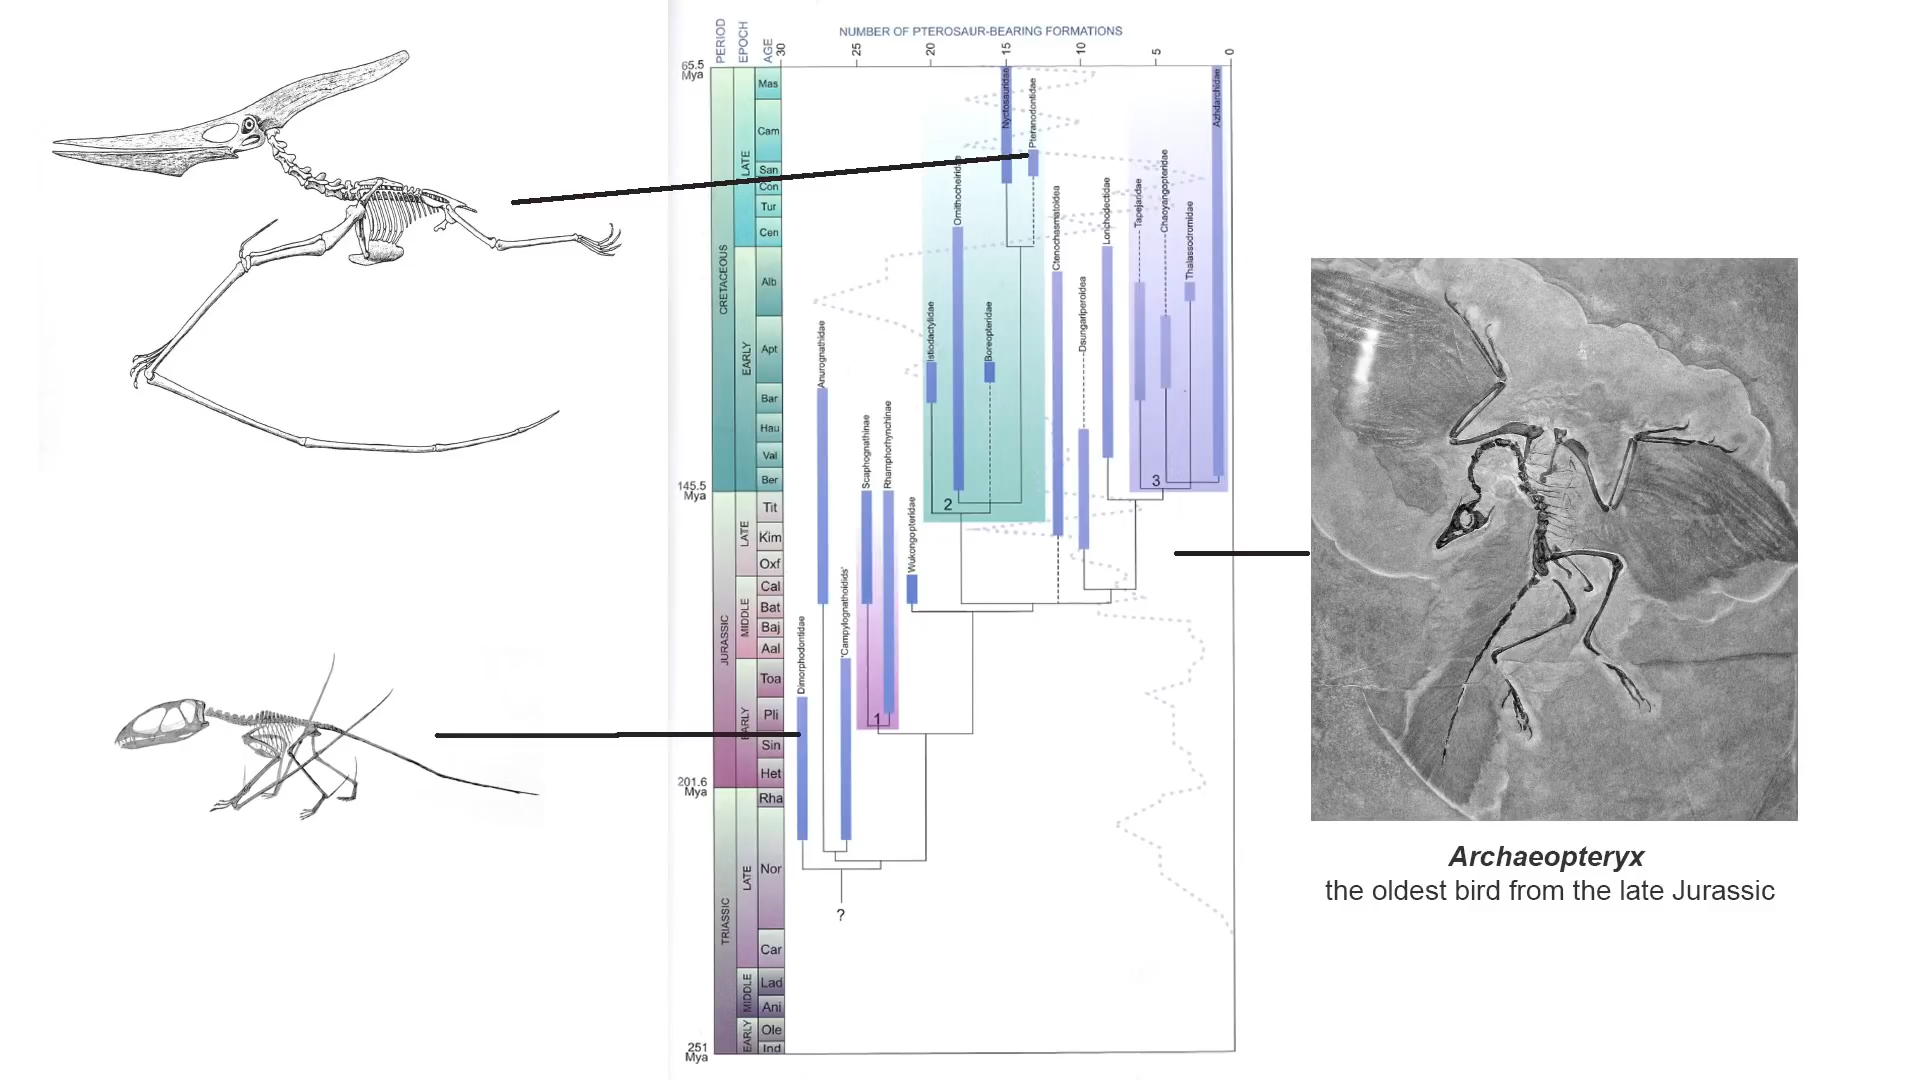 NUMBER OF PTEROSAUR-BEARING FORMATIONS
PERIOD
EPOCH
AGE
30
25
20
15
10
5
0
65.5
Mya
145.5
Mya
201.6
Mya
251
Mya
CRETACEOUS
JURASSIC
TRIASSIC
LATE
EARLY
LATE
MIDDLE
EARLY
LATE
MIDDLE
EARLY
Mas
Cam
San
Con
Tur
Cen
Alb
Apt
Bar
Hau
Val
Ber
Tit
Kim
Oxf
Cal
Bat
Baj
Aal
Toa
Pli
Sin
Het
Rha
Nor
Car
Lad
Ani
Ole
Ind
Dimorphodontidae
Anurognathidae
'Campylognathoidids'
Scaphognathinae
Rhamphorhynchinae
Wukongopteridae
Istiodactylidae
Ornithocheiridae
Boreopteridae
Nyctosauridae
Pteranodontidae
Ctenochasmatoidea
Dsungaripteroidea
Lonchodectidae
Tapejaridae
Chaoyangopteridae
Thalassodromidae
Azhdarchidae
1
2
3
?
Archaeopteryx
the oldest bird from the late Jurassic